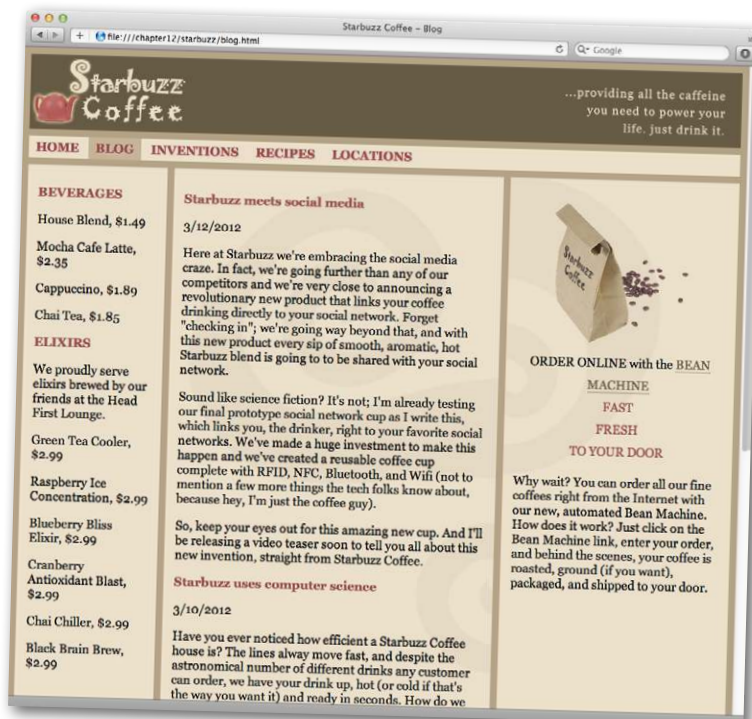 Starbuzz Coffee – Blog
file:///chapter12/starbuzz/blog.html
Google
Starbuzz
Coffee
...providing all the caffeine
you need to power your
life. just drink it.
HOME BLOG INVENTIONS RECIPES LOCATIONS
BEVERAGES
House Blend, $1.49
Mocha Cafe Latte,
$2.35
Cappuccino, $1.89
Chai Tea, $1.85
ELIXIRS
We proudly serve
elixirs brewed by our
friends at the Head
First Lounge.
Green Tea Cooler,
$2.99
Raspberry Ice
Concentration, $2.99
Blueberry Bliss
Elixir, $2.99
Cranberry
Antioxidant Blast,
$2.99
Chai Chiller, $2.99
Black Brain Brew,
$2.99
Starbuzz meets social media
3/12/2012
Here at Starbuzz we're embracing the social media
craze. In fact, we're going further than any of our
competitors and we're very close to announcing a
revolutionary new product that links your coffee
drinking directly to your social network. Forget
"checking in"; we're going way beyond that, and with
this new product every sip of smooth, aromatic, hot
Starbuzz blend is going to to be shared with your social
network.
Sound like science fiction? It's not; I'm already testing
our final prototype social network cup as I write this,
which links you, the drinker, right to your favorite social
networks. We've made a huge investment to make this
happen and we've created a reusable coffee cup
complete with RFID, NFC, Bluetooth, and Wifi (not to
mention a few more things the tech folks know about,
because hey, I'm just the coffee guy).
So, keep your eyes out for this amazing new cup. And I'll
be releasing a video teaser soon to tell you all about this
new invention, straight from Starbuzz Coffee.
Starbuzz uses computer science
3/10/2012
Have you ever noticed how efficient a Starbuzz Coffee
house is? The lines alway move fast, and despite the
astronomical number of different drinks any customer
can order, we have your drink up, hot (or cold if that's
the way you want it) and ready in seconds. How do we
Starbuzz
Coffee
ORDER ONLINE with the BEAN
MACHINE
FAST
FRESH
TO YOUR DOOR
Why wait? You can order all our fine
coffees right from the Internet with
our new, automated Bean Machine.
How does it work? Just click on the
Bean Machine link, enter your order,
and behind the scenes, your coffee is
roasted, ground (if you want),
packaged, and shipped to your door.